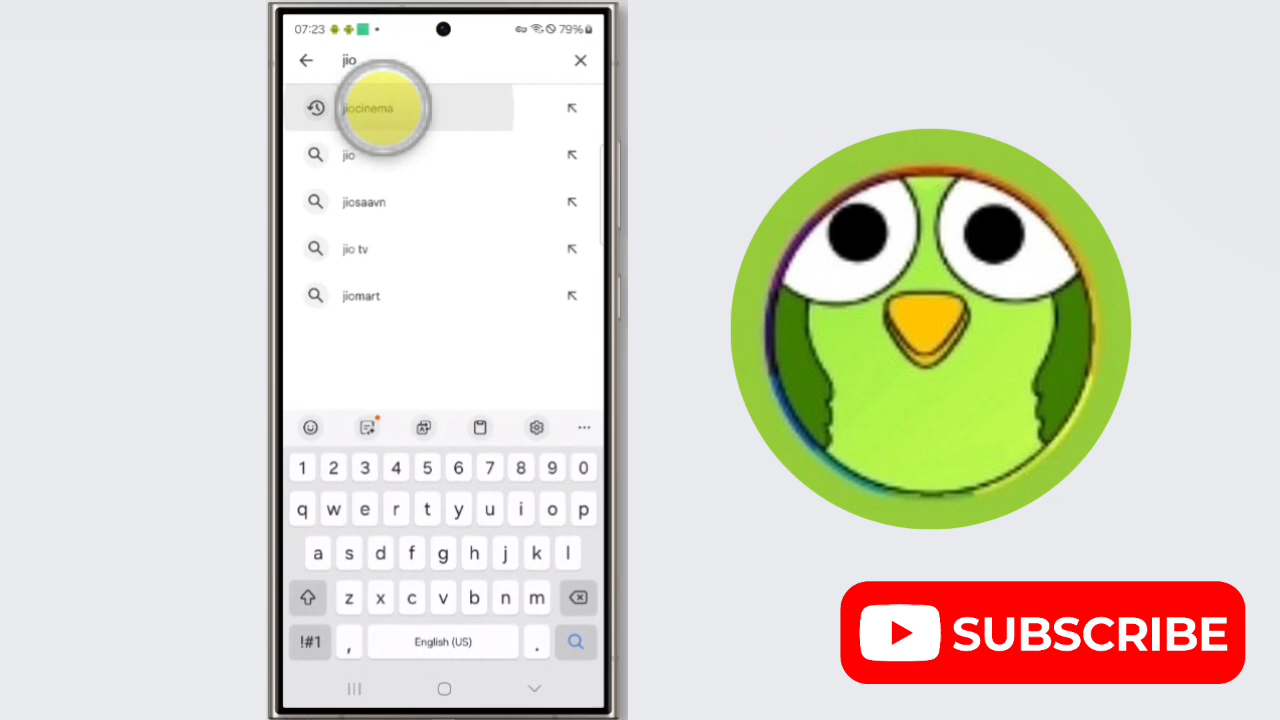 07:23
79%
jio
jiocinema
jio
jiosaavn
jio tv
jiomart
1 2 3 4 5 6 7 8 9 0
q w e r t y u i o p
a s d f g h j k l
z x c v b n m
!#1 , English (US) .
SUBSCRIBE